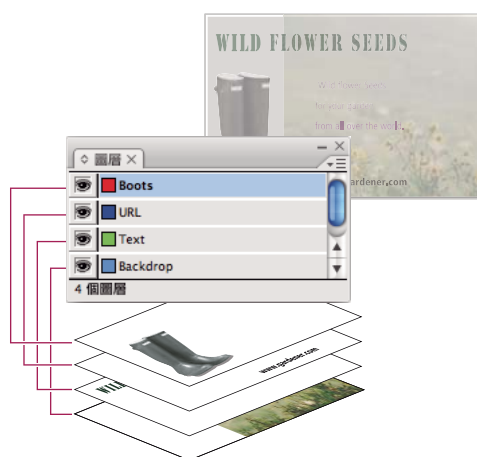 WILD FLOWER SEEDS
Wild flower seeds
for your garden
from all over the world.
gardener.com
圖層
Boots
URL
Text
Backdrop
4 個圖層
www.gardener.com
WIL